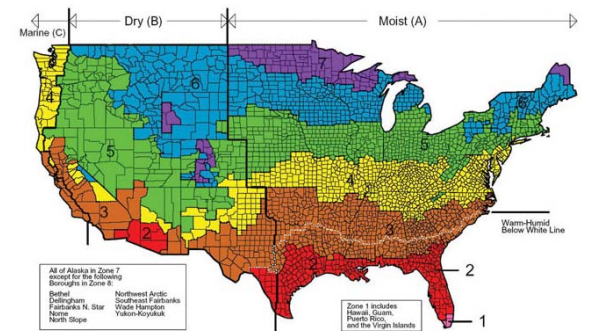 Marine (C)
Dry (B)
Moist (A)
7
6
6
4
5
5
4
3
3
2
2
2
1
Warm-Humid
Below White Line
All of Alaska in Zone 7
except for the following
Boroughs in Zone 8:
Bethel Northwest Arctic
Dellingham Southeast Fairbanks
Fairbanks N. Star Wade Hampton
Nome Yukon-Koyukuk
North Slope
Zone 1 includes
Hawaii, Guam,
Puerto Rico,
and the Virgin Islands